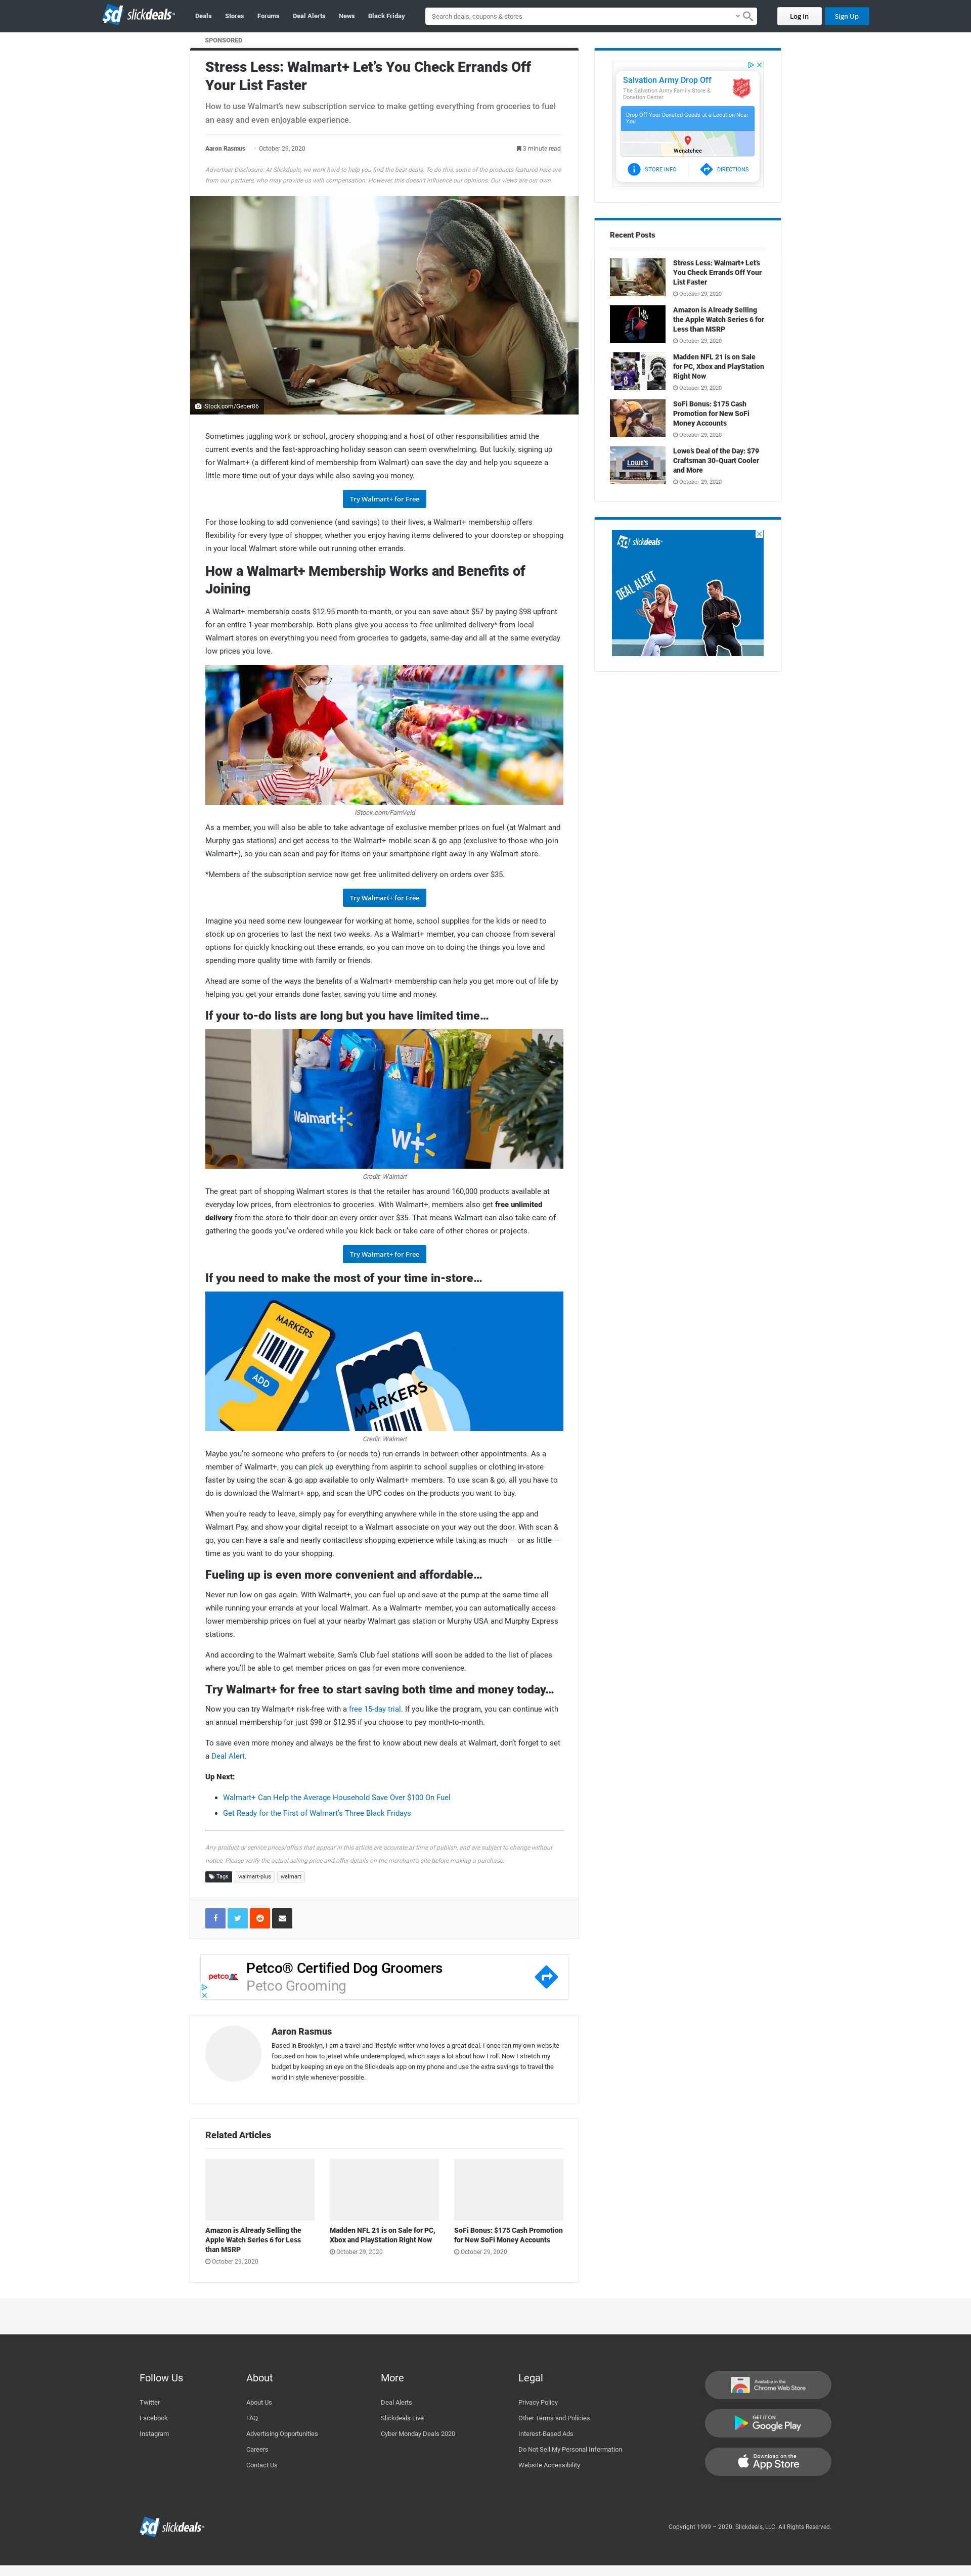 sd slickdeals
Deals Stores Forums Deal Alerts News Black Friday
Search deals, coupons & stores
Log In
Sign Up
SPONSORED
Stress Less: Walmart+ Let’s You Check Errands Off
Your List Faster
How to use Walmart's new subscription service to make getting everything from groceries to fuel
an easy and even enjoyable experience.
Aaron Rasmus · October 29, 2020
3 minute read
Advertiser Disclosure: At Slickdeals, we work hard to help you find the best deals. To do this, some of the products featured here are
from our partners, who may provide us with compensation. However, this doesn't influence our opinions. Our views are our own.
iStock.com/Geber86
Sometimes juggling work or school, grocery shopping and a host of other responsibilities amid the
current events and the fast-approaching holiday season can seem overwhelming. But luckily, signing up
for Walmart+ (a different kind of membership from Walmart) can save the day and help you squeeze a
little more time out of your days while also saving you money.
Try Walmart+ for Free
For those looking to add convenience (and savings) to their lives, a Walmart+ membership offers
flexibility for every type of shopper, whether you enjoy having items delivered to your doorstep or shopping
in your local Walmart store while out running other errands.
How a Walmart+ Membership Works and Benefits of
Joining
A Walmart+ membership costs $12.95 month-to-month, or you can save about $57 by paying $98 upfront
for an entire 1-year membership. Both plans give you access to free unlimited delivery* from local
Walmart stores on everything you need from groceries to gadgets, same-day and all at the same everyday
low prices you love.
iStock.com/FamVeld
As a member, you will also be able to take advantage of exclusive member prices on fuel (at Walmart and
Murphy gas stations) and get access to the Walmart+ mobile scan & go app (exclusive to those who join
Walmart+), so you can scan and pay for items on your smartphone right away in any Walmart store.
*Members of the subscription service now get free unlimited delivery on orders over $35.
Try Walmart+ for Free
Imagine you need some new loungewear for working at home, school supplies for the kids or need to
stock up on groceries to last the next two weeks. As a Walmart+ member, you can choose from several
options for quickly knocking out these errands, so you can move on to doing the things you love and
spending more quality time with family or friends.
Ahead are some of the ways the benefits of a Walmart+ membership can help you get more out of life by
helping you get your errands done faster, saving you time and money.
If your to-do lists are long but you have limited time…
Walmart+
W+
Credit: Walmart
The great part of shopping Walmart stores is that the retailer has around 160,000 products available at
everyday low prices, from electronics to groceries. With Walmart+, members also get free unlimited
delivery from the store to their door on every order over $35. That means Walmart can also take care of
gathering the goods you’ve ordered while you kick back or take care of other chores or projects.
Try Walmart+ for Free
If you need to make the most of your time in-store…
MARKERS
ADD
MARKERS
Credit: Walmart
Maybe you’re someone who prefers to (or needs to) run errands in between other appointments. As a
member of Walmart+, you can pick up everything from aspirin to school supplies or clothing in-store
faster by using the scan & go app available to only Walmart+ members. To use scan & go, all you have to
do is download the Walmart+ app, and scan the UPC codes on the products you want to buy.
When you’re ready to leave, simply pay for everything anywhere while in the store using the app and
Walmart Pay, and show your digital receipt to a Walmart associate on your way out the door. With scan &
go, you can have a safe and nearly contactless shopping experience while taking as much — or as little —
time as you want to do your shopping.
Fueling up is even more convenient and affordable…
Never run low on gas again. With Walmart+, you can fuel up and save at the pump at the same time all
while running your errands at your local Walmart. As a Walmart+ member, you can automatically access
lower membership prices on fuel at your nearby Walmart gas station or Murphy USA and Murphy Express
stations.
And according to the Walmart website, Sam’s Club fuel stations will soon be added to the list of places
where you’ll be able to get member prices on gas for even more convenience.
Try Walmart+ for free to start saving both time and money today…
Now you can try Walmart+ risk-free with a free 15-day trial. If you like the program, you can continue with
an annual membership for just $98 or $12.95 if you choose to pay month-to-month.
To save even more money and always be the first to know about new deals at Walmart, don’t forget to set
a Deal Alert.
Up Next:
• Walmart+ Can Help the Average Household Save Over $100 On Fuel
• Get Ready for the First of Walmart’s Three Black Fridays
Any product or service prices/offers that appear in this article are accurate at time of publish, and are subject to change without
notice. Please verify the actual selling price and offer details on the merchant's site before making a purchase.
Tags walmart-plus walmart
petco
Petco® Certified Dog Groomers
Petco Grooming
Aaron Rasmus
Based in Brooklyn, I am a travel and lifestyle writer who loves a great deal. I once ran my own website
focused on how to jetset while underemployed, which says a lot about how I roll. Now I stretch my
budget by keeping an eye on the Slickdeals app on my phone and use the extra savings to travel the
world in style whenever possible.
Related Articles
Amazon is Already Selling the
Apple Watch Series 6 for Less
than MSRP
October 29, 2020
Madden NFL 21 is on Sale for PC,
Xbox and PlayStation Right Now
October 29, 2020
SoFi Bonus: $175 Cash Promotion
for New SoFi Money Accounts
October 29, 2020
Salvation Army Drop Off
The Salvation Army Family Store &
Donation Center
Drop Off Your Donated Goods at a Location Near
You
Wenatchee
STORE INFO
DIRECTIONS
Recent Posts
Stress Less: Walmart+ Let’s
You Check Errands Off Your
List Faster
October 29, 2020
Amazon is Already Selling
the Apple Watch Series 6 for
Less than MSRP
October 29, 2020
Madden NFL 21 is on Sale
for PC, Xbox and PlayStation
Right Now
October 29, 2020
SoFi Bonus: $175 Cash
Promotion for New SoFi
Money Accounts
October 29, 2020
LOWE'S
Lowe’s Deal of the Day: $79
Craftsman 30-Quart Cooler
and More
October 29, 2020
sd slickdeals
DEAL ALERT
Follow Us
Twitter
Facebook
Instagram
About
About Us
FAQ
Advertising Opportunities
Careers
Contact Us
More
Deal Alerts
Slickdeals Live
Cyber Monday Deals 2020
Legal
Privacy Policy
Other Terms and Policies
Interest-Based Ads
Do Not Sell My Personal Information
Website Accessibility
Available in the
Chrome Web Store
GET IT ON
Google Play
Download on the
App Store
sd slickdeals
Copyright 1999 – 2020. Slickdeals, LLC. All Rights Reserved.